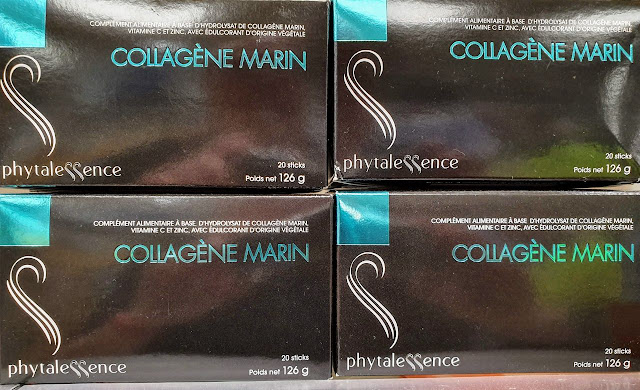 COMPLÉMENT ALIMENTAIRE À BASE D'HYDROLYSAT DE COLLAGÈNE MARIN,
VITAMINE C ET ZINC, AVEC ÉDULCORANT D'ORIGINE VÉGÉTALE
COLLAGÈNE MARIN
phytalessence
20 sticks
Poids net 126 g
COMPLÉMENT ALIMENTAIRE À BASE D'HYDROLYSAT DE COLLAGÈNE MARIN,
VITAMINE C ET ZINC, AVEC ÉDULCORANT D'ORIGINE VÉGÉTALE
COLLAGÈNE MARIN
phytalessence
20 sticks
Poids net 126 g
COMPLÉMENT ALIMENTAIRE À BASE D'HYDROLYSAT DE COLLAGÈNE MARIN,
VITAMINE C ET ZINC, AVEC ÉDULCORANT D'ORIGINE VÉGÉTALE
COLLAGÈNE MARIN
phytalessence
20 sticks
Poids net 126 g
COMPLÉMENT ALIMENTAIRE À BASE D'HYDROLYSAT DE COLLAGÈNE MARIN,
VITAMINE C ET ZINC, AVEC ÉDULCORANT D'ORIGINE VÉGÉTALE
COLLAGÈNE MARIN
phytalessence
20 sticks
Poids net 126 g